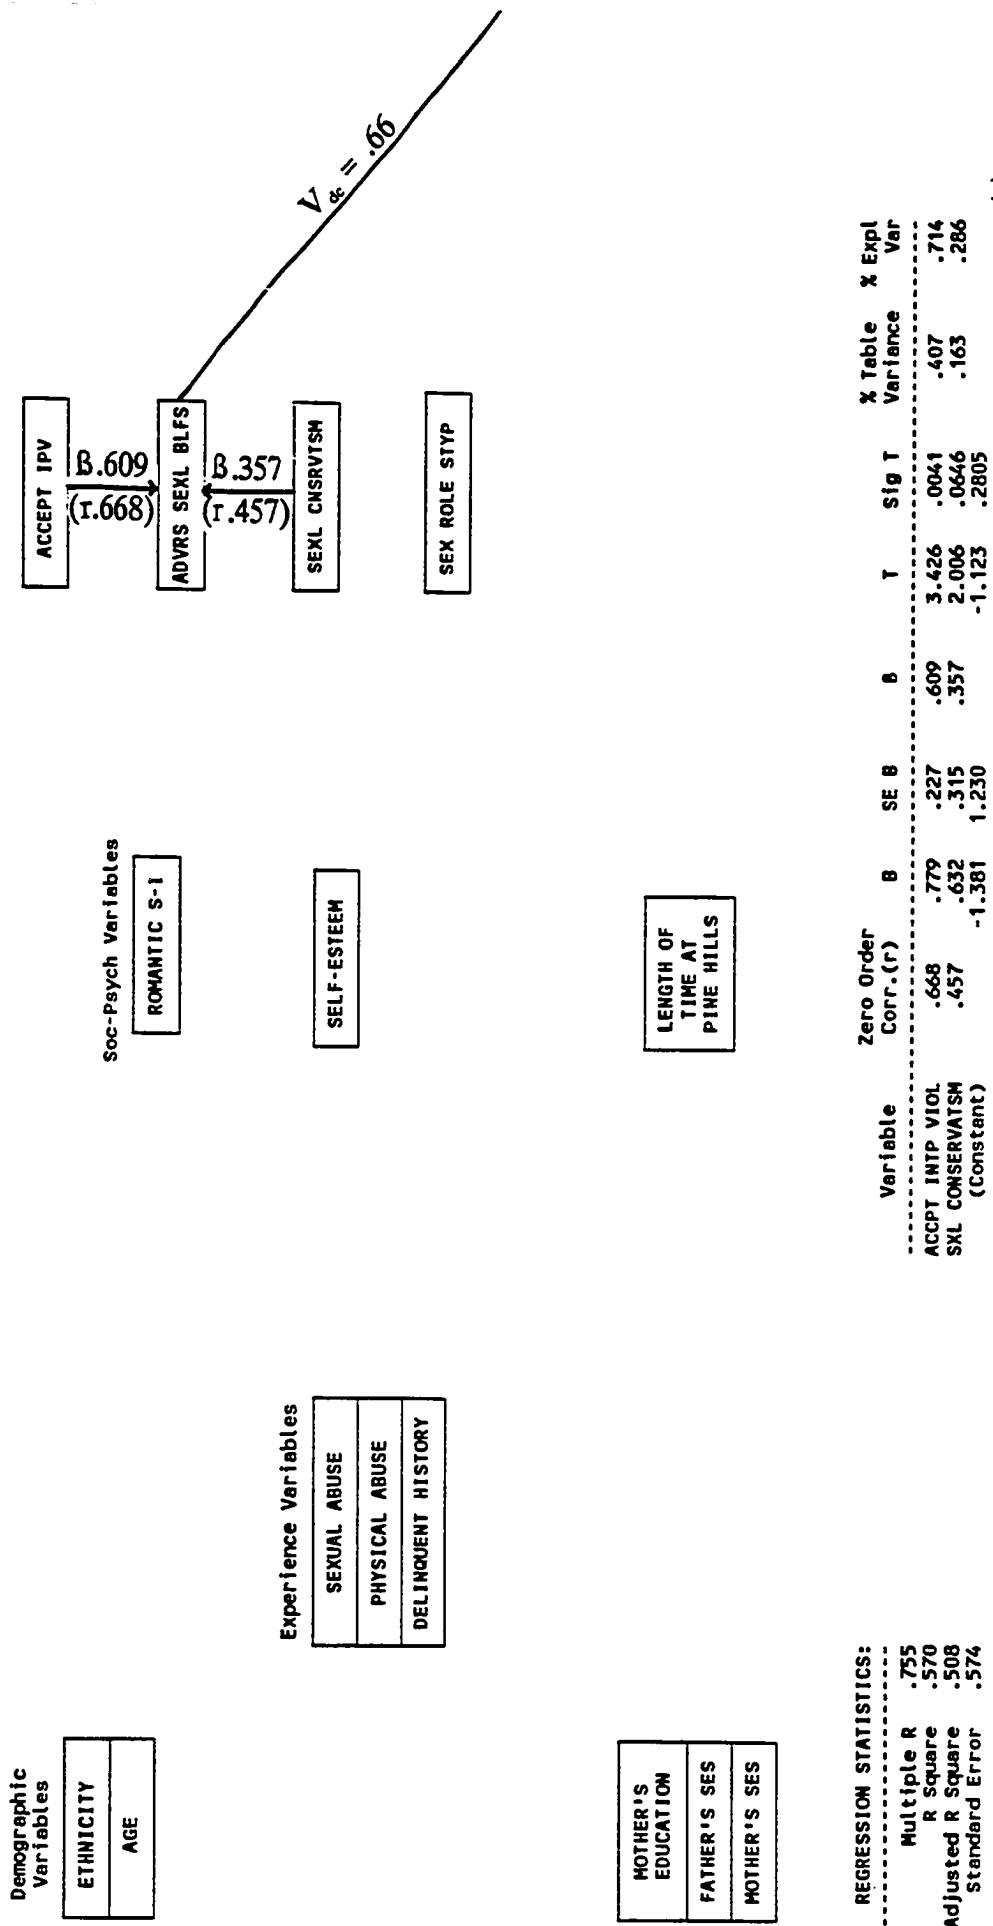 Demographic
Variables
ETHNICITY
AGE
MOTHER'S
EDUCATION
FATHER'S SES
MOTHER'S SES
Experience Variables
SEXUAL ABUSE
PHYSICAL ABUSE
DELINQUENT HISTORY
Soc-Psych Variables
ROMANTIC S-I
SELF-ESTEEM
LENGTH OF
TIME AT
PINE HILLS
ACCEPT IPV
ß.609
(r.668)
ADVRS SEXL BLFS
ß.357
(r.457)
SEXL CNSRVTSM
SEX ROLE STYP
V = .66
REGRESSION STATISTICS:
Multiple R .755
R Square .570
Adjusted R Square .508
Standard Error .574
Zero Order % Table % Expl
Variable Corr.(r) B SE B ß T Sig T Variance Var
ACCPT INTP VIOL .668 .779 .227 .609 3.426 .0041 .407 .714
SXL CONSERVATSM .457 .632 .315 .357 2.006 .0646 .163 .286
(Constant) -1.381 1.230 -1.123 .2805